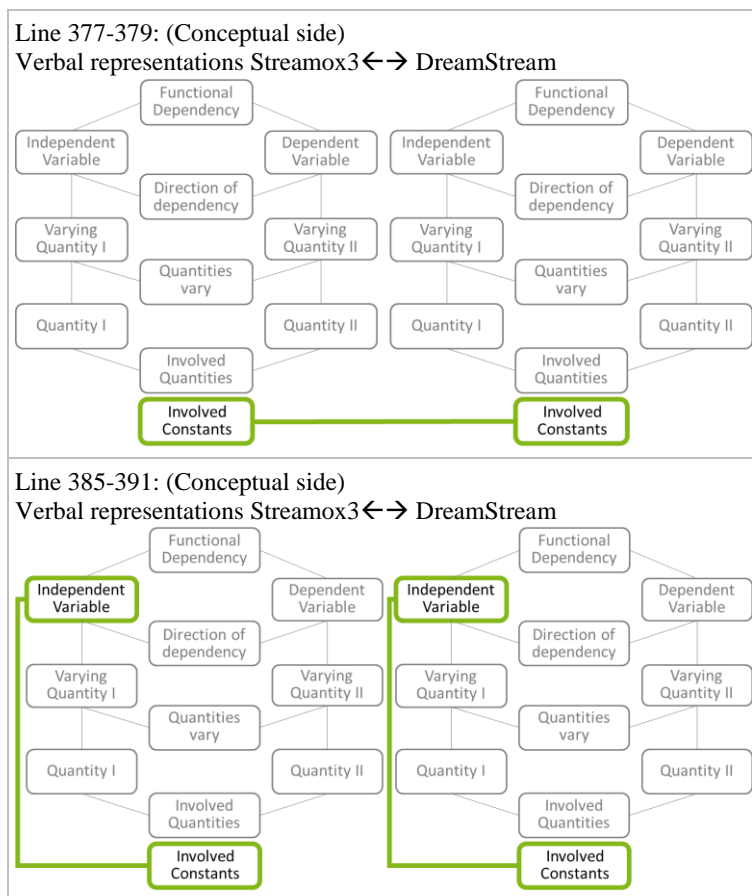 Line 377-379: (Conceptual side)
Verbal representations Streamox3←→ DreamStream
Functional
Dependency
Functional
Dependency
Independent
Variable
Dependent
Variable
Independent
Variable
Dependent
Variable
Direction of
dependency
Direction of
dependency
Varying
Quantity I
Varying
Quantity II
Varying
Quantity I
Varying
Quantity II
Quantities
vary
Quantities
vary
Quantity I
Quantity II
Quantity I
Quantity II
Involved
Quantities
Involved
Quantities
Involved
Constants
Involved
Constants
Line 385-391: (Conceptual side)
Verbal representations Streamox3←→ DreamStream
Functional
Dependency
Functional
Dependency
Independent
Variable
Dependent
Variable
Independent
Variable
Dependent
Variable
Direction of
dependency
Direction of
dependency
Varying
Quantity I
Varying
Quantity II
Varying
Quantity I
Varying
Quantity II
Quantities
vary
Quantities
vary
Quantity I
Quantity II
Quantity I
Quantity II
Involved
Quantities
Involved
Quantities
Involved
Constants
Involved
Constants